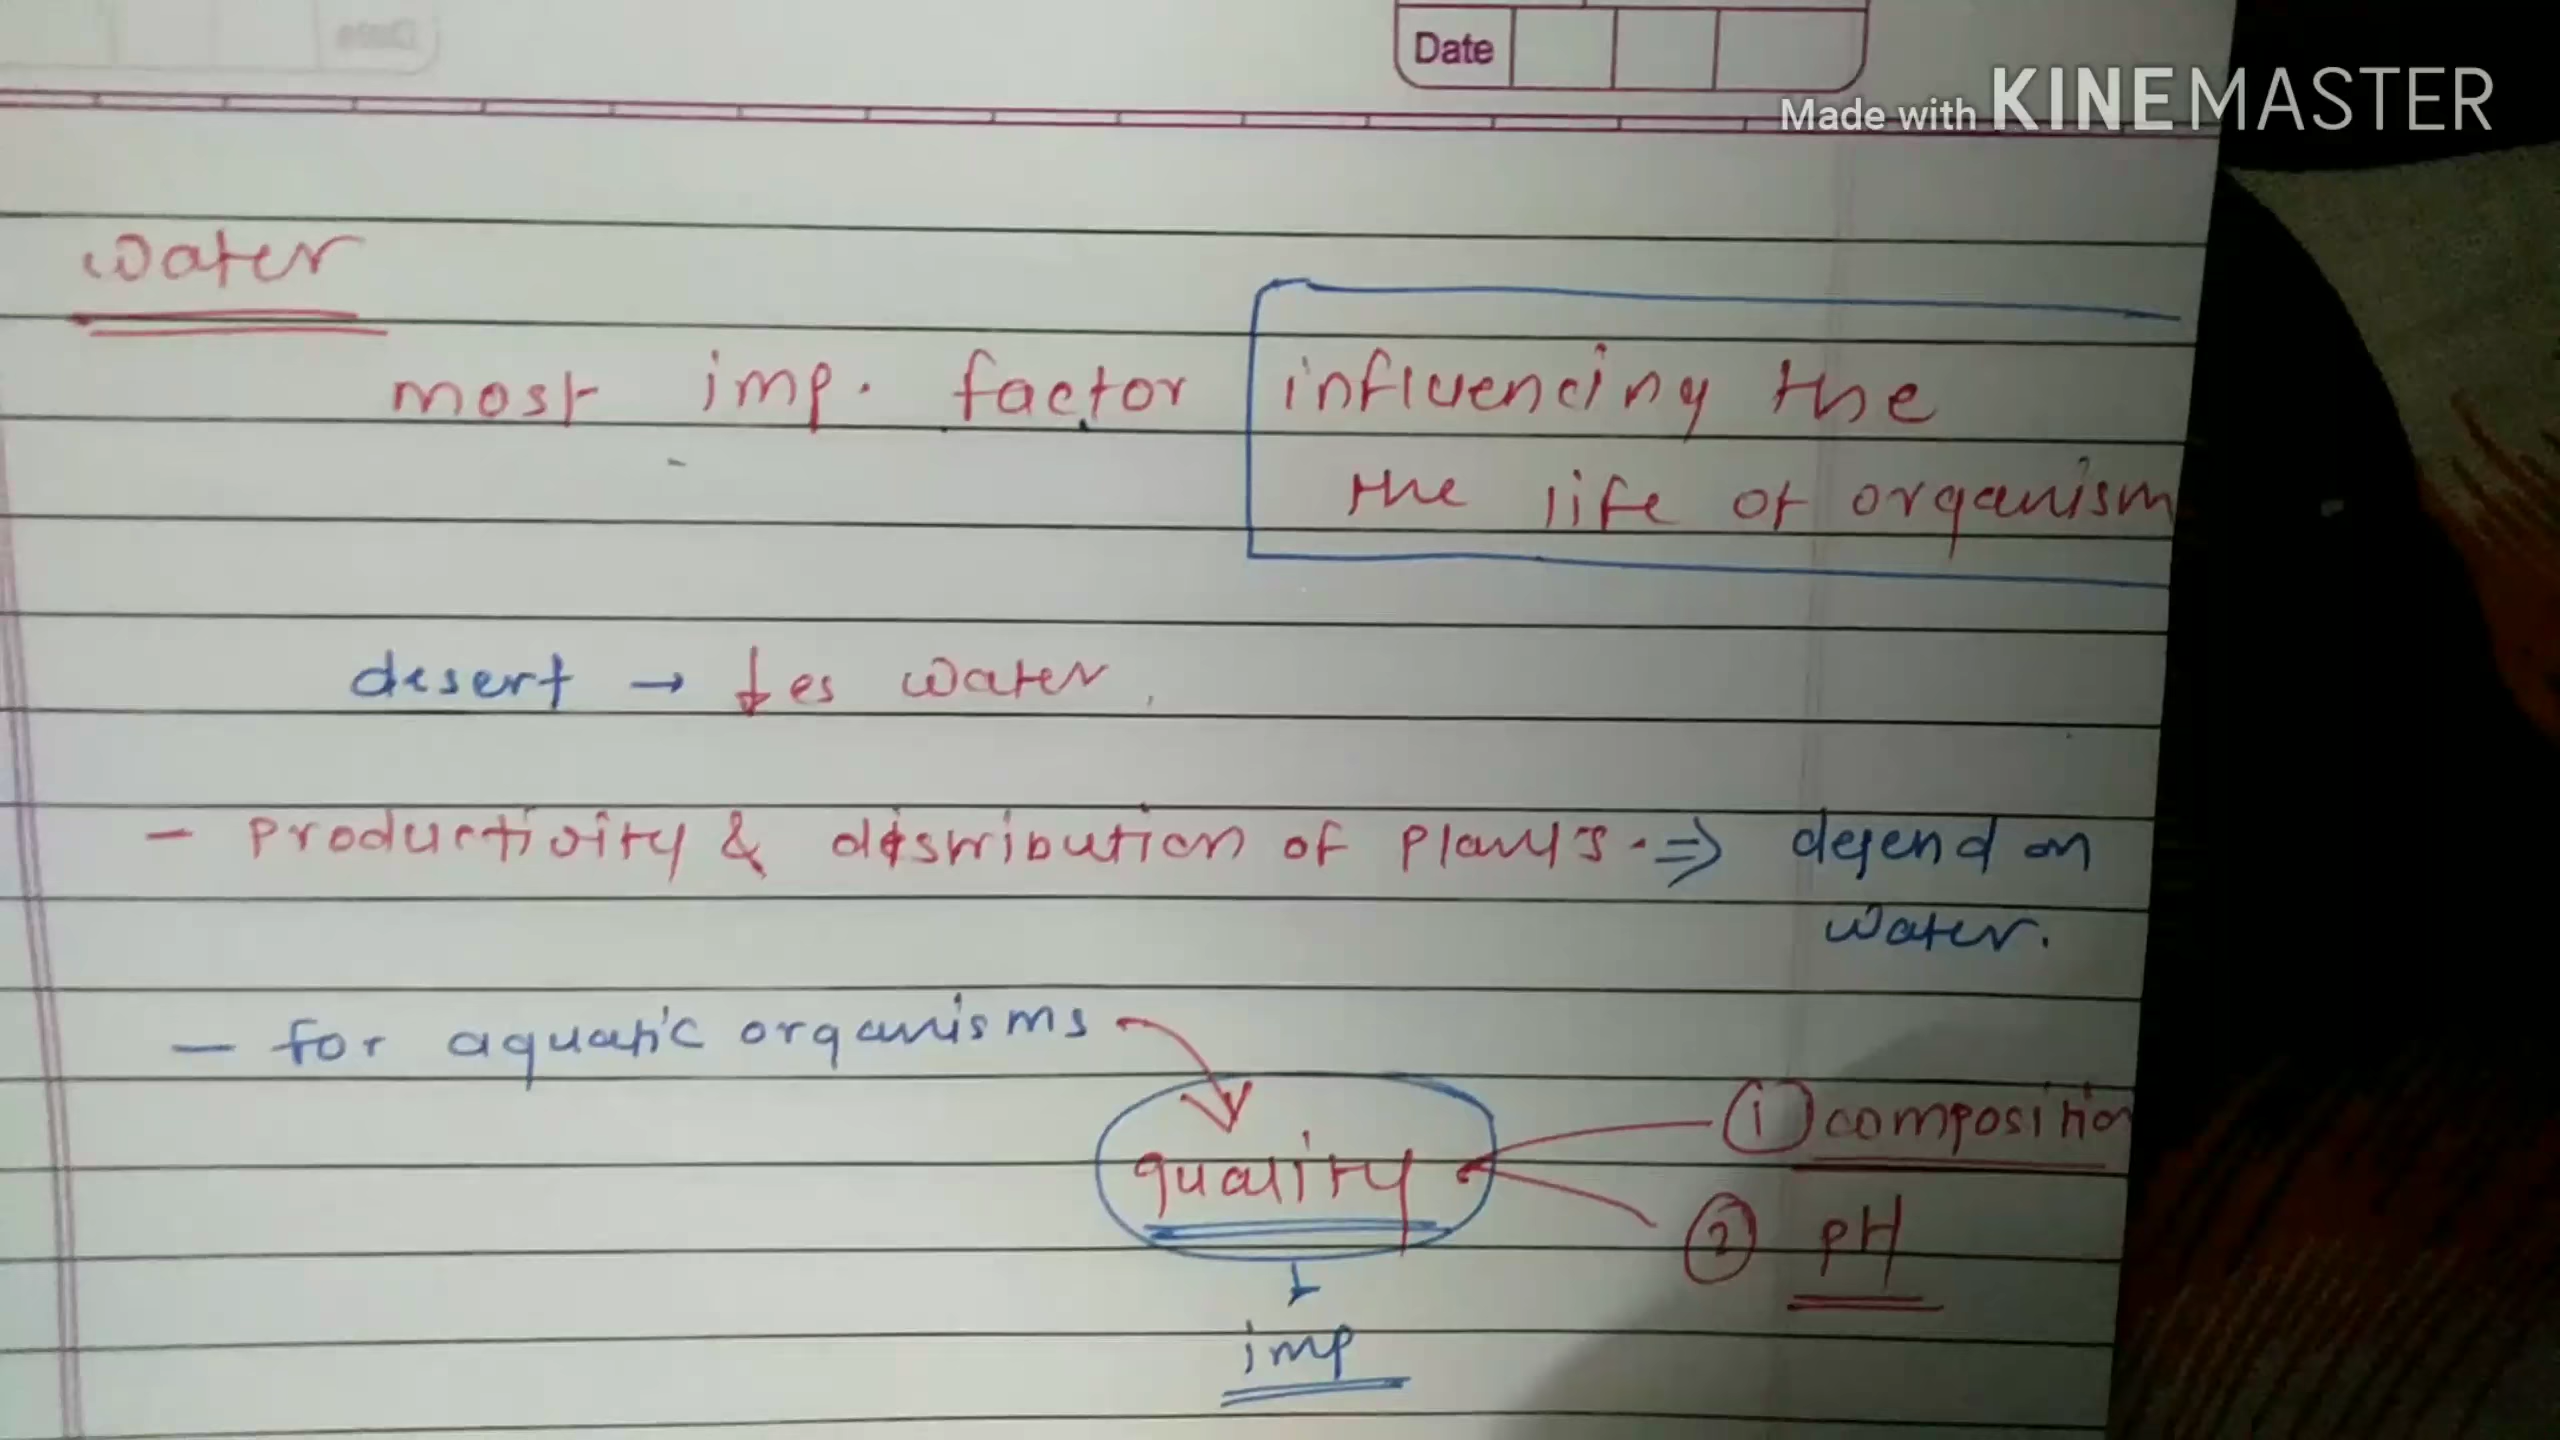 Date
Made with KINEMASTER
water
most imp. factor influencing the
the life of organism
desert → ↓es water
- productivity & distribution of plants. ⇒ depend on
water.
- for aquatic organisms
① composition
quality
② pH
imp